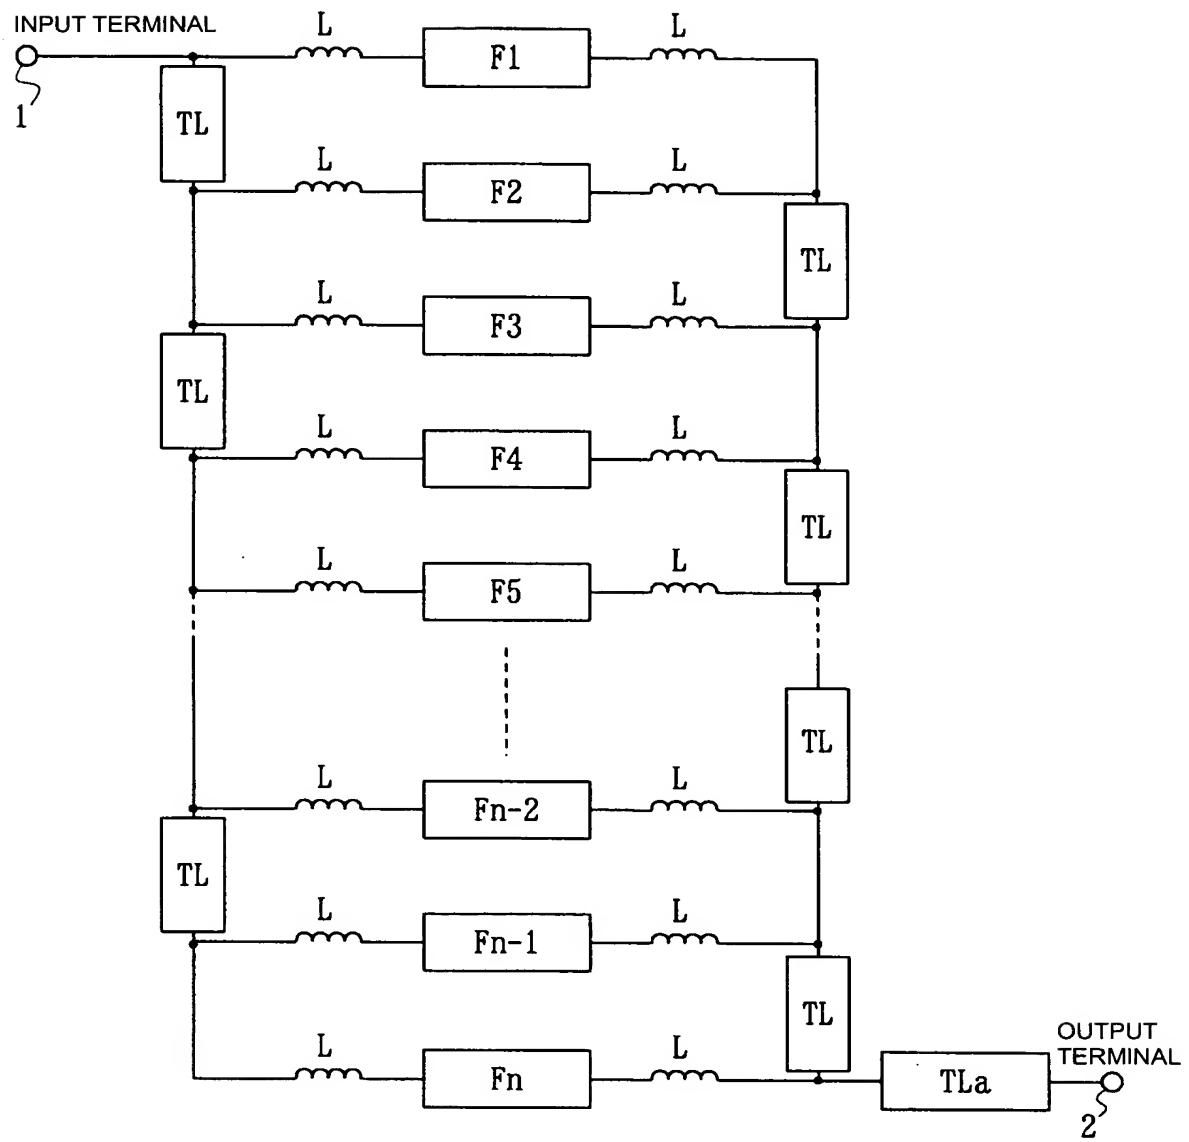 INPUT TERMINAL
1
L F1 L
TL
L F2 L
TL
L F3 L
TL
L F4 L
TL
L F5 L
TL
L Fn-2 L
TL
L Fn-1 L
TL
L Fn L
TLa
OUTPUT
TERMINAL
2